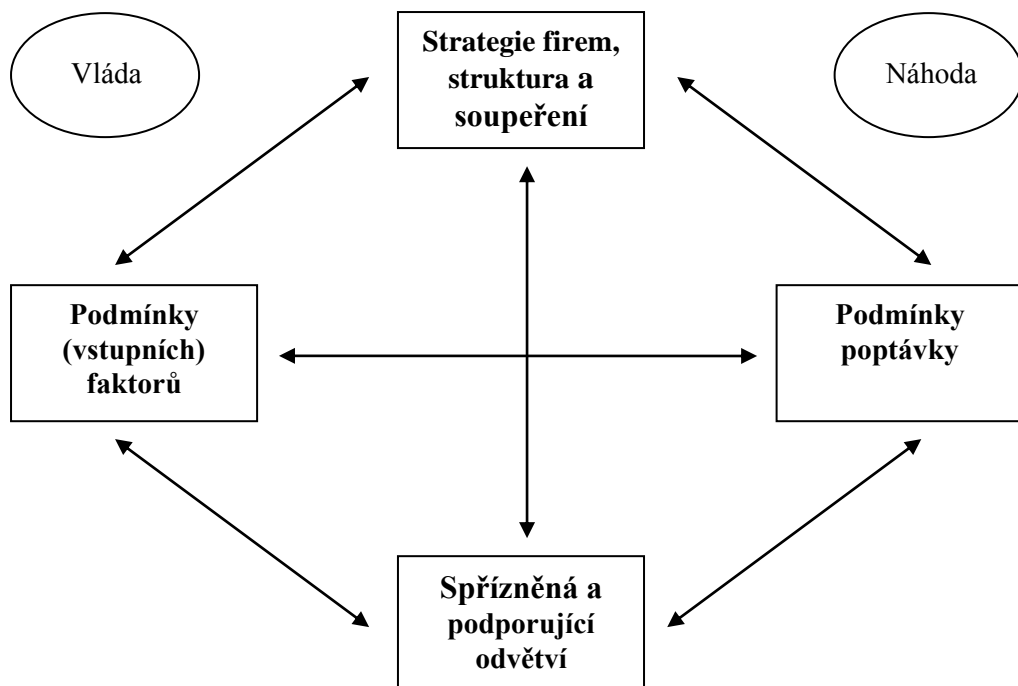 Vláda
Strategie firem,
struktura a
soupeření
Náhoda
Podmínky
(vstupních)
faktorů
Podmínky
poptávky
Spřízněná a
podporující
odvětví